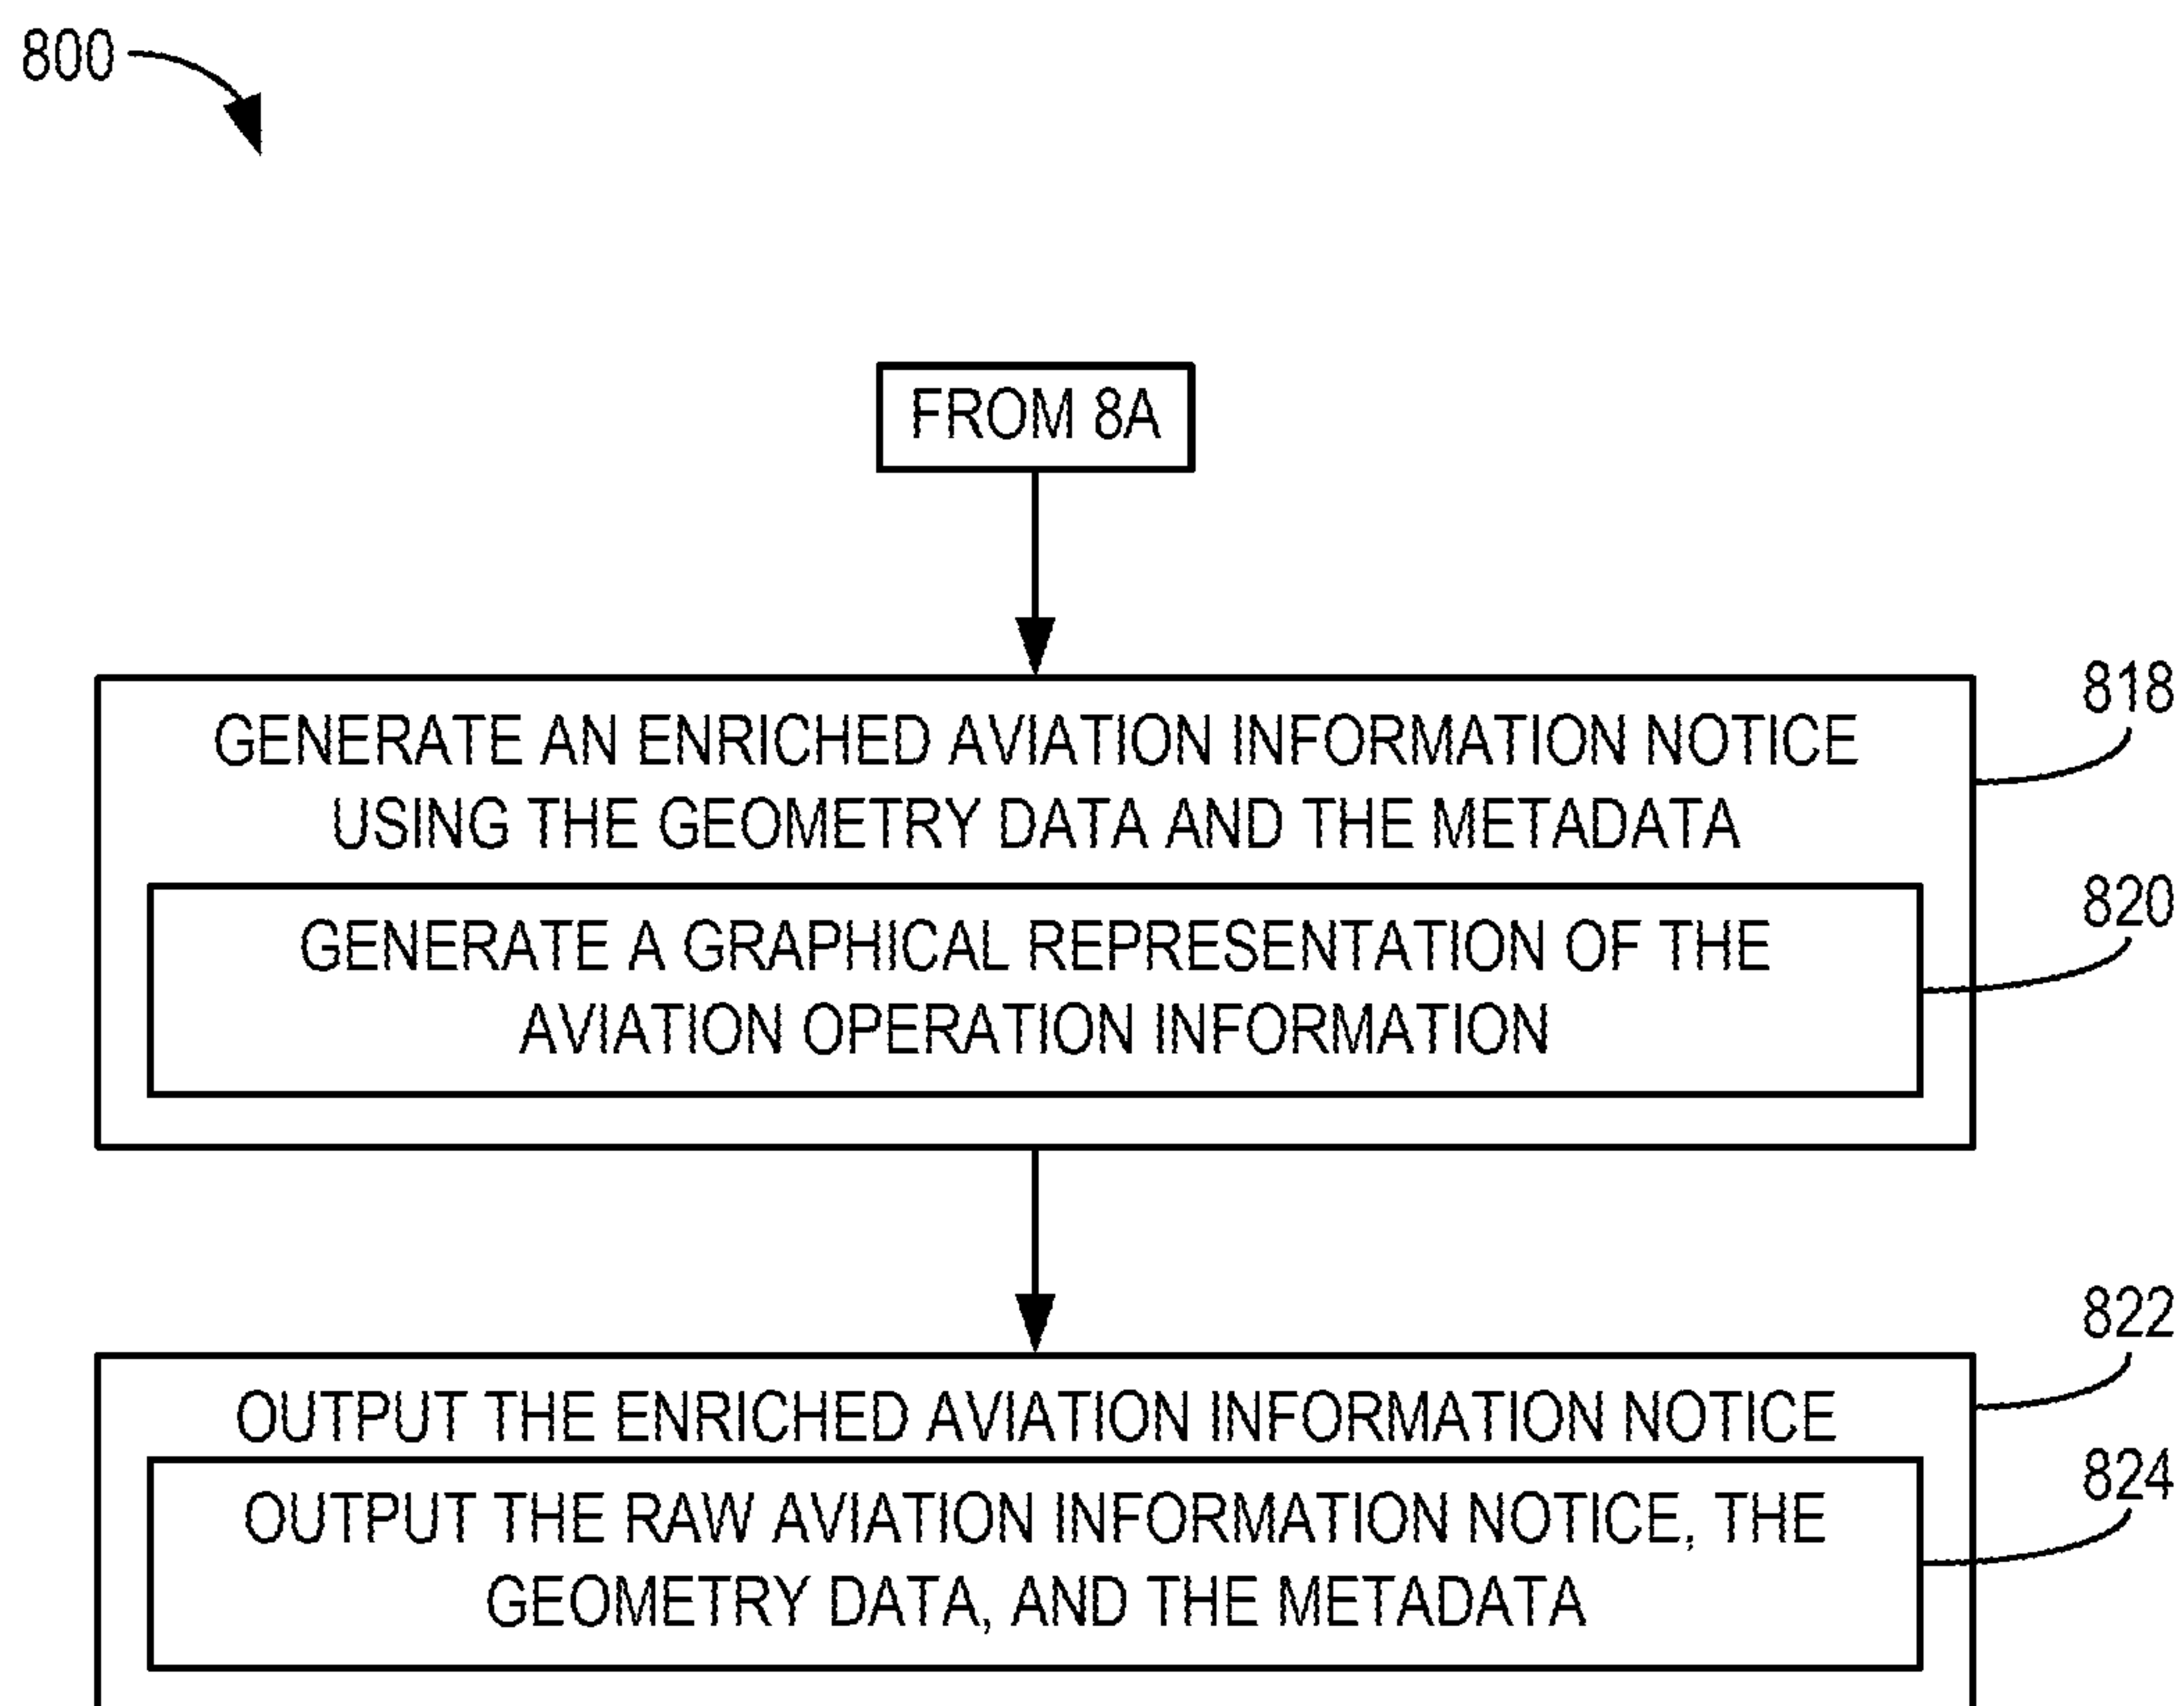 800
FROM 8A
818
GENERATE AN ENRICHED AVIATION INFORMATION NOTICE
USING THE GEOMETRY DATA AND THE METADATA
820
GENERATE A GRAPHICAL REPRESENTATION OF THE
AVIATION OPERATION INFORMATION
822
OUTPUT THE ENRICHED AVIATION INFORMATION NOTICE
824
OUTPUT THE RAW AVIATION INFORMATION NOTICE, THE
GEOMETRY DATA, AND THE METADATA